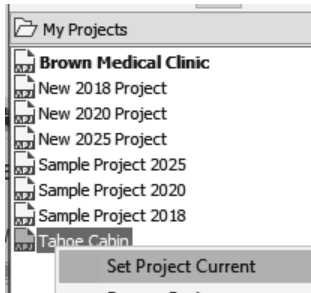 My Projects
Brown Medical Clinic
New 2018 Project
New 2020 Project
New 2025 Project
Sample Project 2025
Sample Project 2020
Sample Project 2018
Tahoe Cabin
Set Project Current